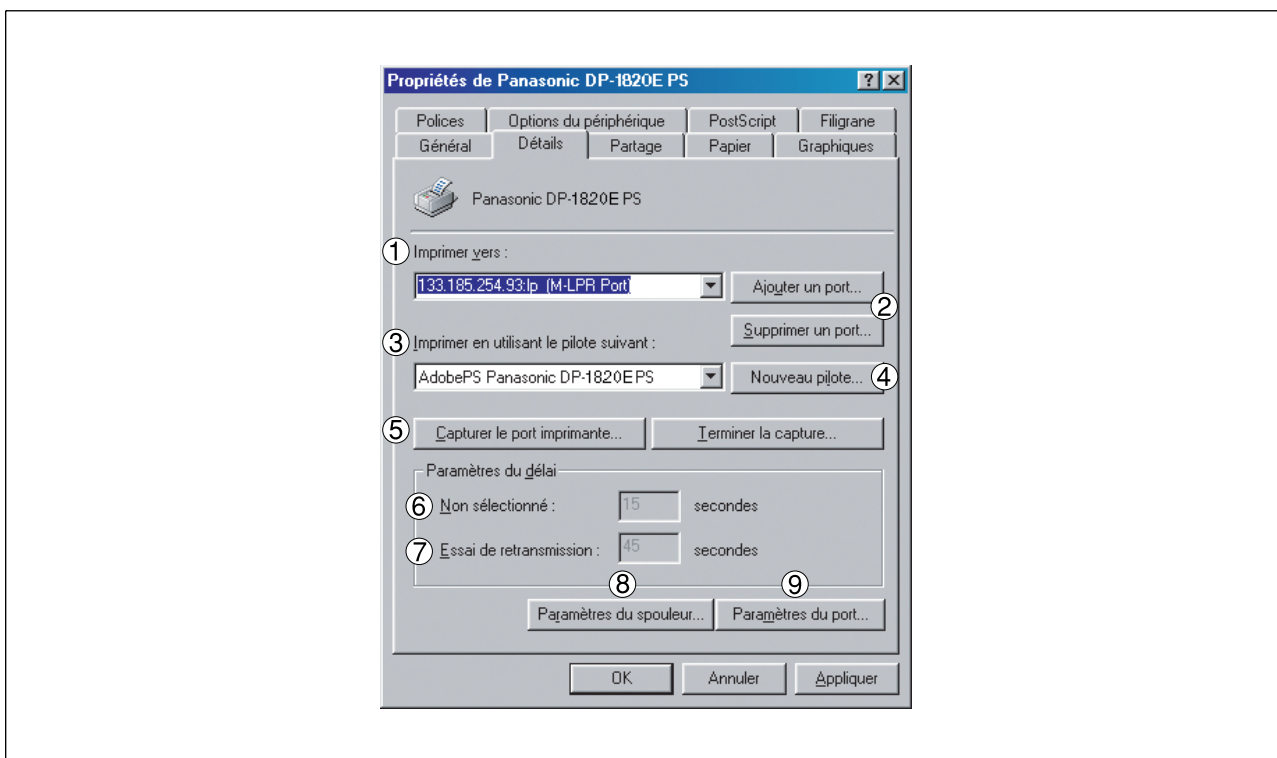 Propriétés de Panasonic DP-1820E PS
Polices Options du périphérique PostScript Filigrane
Général Détails Partage Papier Graphiques
Panasonic DP-1820E PS
① Imprimer vers :
133.185.254.93:lp (M-LPR Port) Ajouter un port...
②
Supprimer un port...
③ Imprimer en utilisant le pilote suivant :
AdobePS Panasonic DP-1820E PS Nouveau pilote... ④
⑤ Capturer le port imprimante... Terminer la capture...
Paramètres du délai
⑥ Non sélectionné : 15 secondes
⑦ Essai de retransmission : 45 secondes
⑧ ⑨
Paramètres du spouleur... Paramètres du port...
OK Annuler Appliquer